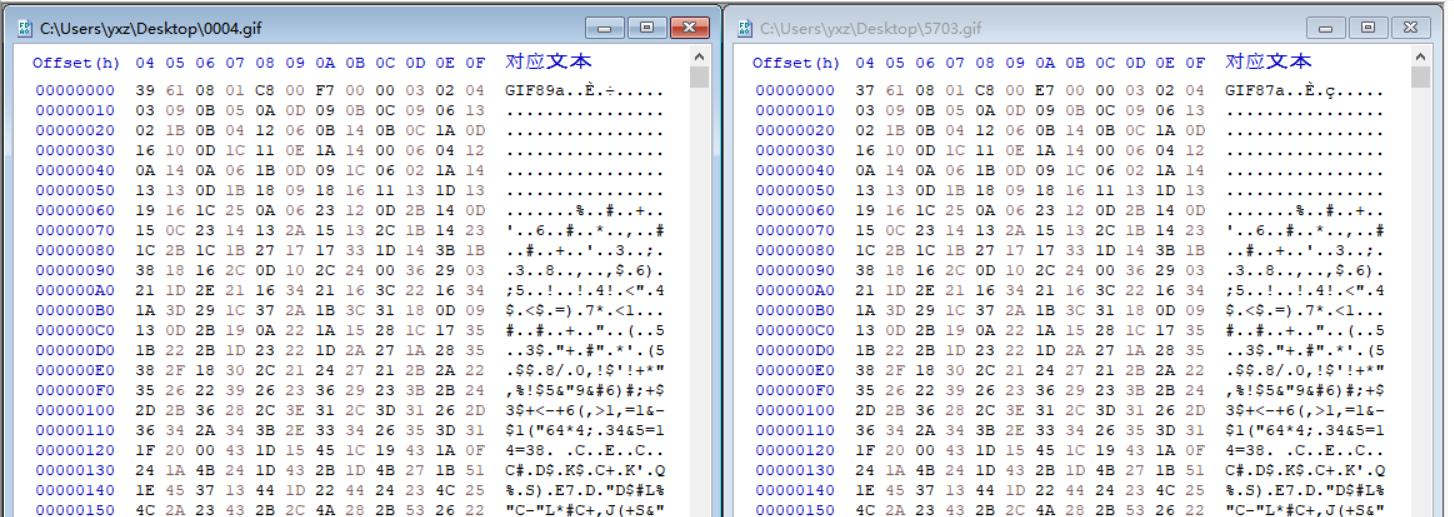 C:\Users\yxz\Desktop\0004.gif
Offset(h) 04 05 06 07 08 09 0A 0B 0C 0D 0E 0F 对应文本
00000000 39 61 08 01 C8 00 F7 00 00 03 02 04 GIF89a..È.÷.....
00000010 03 09 0B 05 0A 0D 09 0B 0C 09 06 13 ................
00000020 02 1B 0B 04 12 06 0B 14 0B 0C 1A 0D ................
00000030 16 10 0D 1C 11 0E 1A 14 00 06 04 12 ................
00000040 0A 14 0A 06 1B 0D 09 1C 06 02 1A 14 ................
00000050 13 13 0D 1B 18 09 18 16 11 13 1D 13 ................
00000060 19 16 1C 25 0A 06 23 12 0D 2B 14 0D .......%..#..+..
00000070 15 0C 23 14 13 2A 15 13 2C 1B 14 23 '..6..#..*..,..#
00000080 1C 2B 1C 1B 27 17 17 33 1D 14 3B 1B ..#..+..'..3..;.
00000090 38 18 16 2C 0D 10 2C 24 00 36 29 03 .3..8..,..,$.6).
000000A0 21 1D 2E 21 16 34 21 16 3C 22 16 34 ;5..!..!.4!.<".4
000000B0 1A 3D 29 1C 37 2A 1B 3C 31 18 0D 09 $.<$.=).7*.<1...
000000C0 13 0D 2B 19 0A 22 1A 15 28 1C 17 35 #..#..+.."..(..5
000000D0 1B 22 2B 1D 23 22 1D 2A 27 1A 28 35 ..3$."+.#".*'.(5
000000E0 38 2F 18 30 2C 21 24 27 21 2B 2A 22 .$$.8/.0,!$'!+*"
000000F0 35 26 22 39 26 23 36 29 23 3B 2B 24 ,%!$5&"9&#6)#;+$
00000100 2D 2B 36 28 2C 3E 31 2C 3D 31 26 2D 3$+<-+6(,>1,=1&-
00000110 36 34 2A 34 3B 2E 33 34 26 35 3D 31 $1("64*4;.34&5=1
00000120 1F 20 00 43 1D 15 45 1C 19 43 1A 0F 4=38. .C..E..C..
00000130 24 1A 4B 24 1D 43 2B 1D 4B 27 1B 51 C#.D$.K$.C+.K'.Q
00000140 1E 45 37 13 44 1D 22 44 24 23 4C 25 %.S).E7.D."D$#L%
00000150 4C 2A 23 43 2B 2C 4A 28 2B 53 26 22 "C-"L*#C+,J(+S&"
C:\Users\yxz\Desktop\5703.gif
Offset(h) 04 05 06 07 08 09 0A 0B 0C 0D 0E 0F 对应文本
00000000 37 61 08 01 C8 00 E7 00 00 03 02 04 GIF87a..È.ç.....
00000010 03 09 0B 05 0A 0D 09 0B 0C 09 06 13 ................
00000020 02 1B 0B 04 12 06 0B 14 0B 0C 1A 0D ................
00000030 16 10 0D 1C 11 0E 1A 14 00 06 04 12 ................
00000040 0A 14 0A 06 1B 0D 09 1C 06 02 1A 14 ................
00000050 13 13 0D 1B 18 09 18 16 11 13 1D 13 ................
00000060 19 16 1C 25 0A 06 23 12 0D 2B 14 0D .......%..#..+..
00000070 15 0C 23 14 13 2A 15 13 2C 1B 14 23 '..6..#..*..,..#
00000080 1C 2B 1C 1B 27 17 17 33 1D 14 3B 1B ..#..+..'..3..;.
00000090 38 18 16 2C 0D 10 2C 24 00 36 29 03 .3..8..,..,$.6).
000000A0 21 1D 2E 21 16 34 21 16 3C 22 16 34 ;5..!..!.4!.<".4
000000B0 1A 3D 29 1C 37 2A 1B 3C 31 18 0D 09 $.<$.=).7*.<1...
000000C0 13 0D 2B 19 0A 22 1A 15 28 1C 17 35 #..#..+.."..(..5
000000D0 1B 22 2B 1D 23 22 1D 2A 27 1A 28 35 ..3$."+.#".*'.(5
000000E0 38 2F 18 30 2C 21 24 27 21 2B 2A 22 .$$.8/.0,!$'!+*"
000000F0 35 26 22 39 26 23 36 29 23 3B 2B 24 ,%!$5&"9&#6)#;+$
00000100 2D 2B 36 28 2C 3E 31 2C 3D 31 26 2D 3$+<-+6(,>1,=1&-
00000110 36 34 2A 34 3B 2E 33 34 26 35 3D 31 $1("64*4;.34&5=1
00000120 1F 20 00 43 1D 15 45 1C 19 43 1A 0F 4=38. .C..E..C..
00000130 24 1A 4B 24 1D 43 2B 1D 4B 27 1B 51 C#.D$.K$.C+.K'.Q
00000140 1E 45 37 13 44 1D 22 44 24 23 4C 25 %.S).E7.D."D$#L%
00000150 4C 2A 23 43 2B 2C 4A 28 2B 53 26 22 "C-"L*#C+,J(+S&"